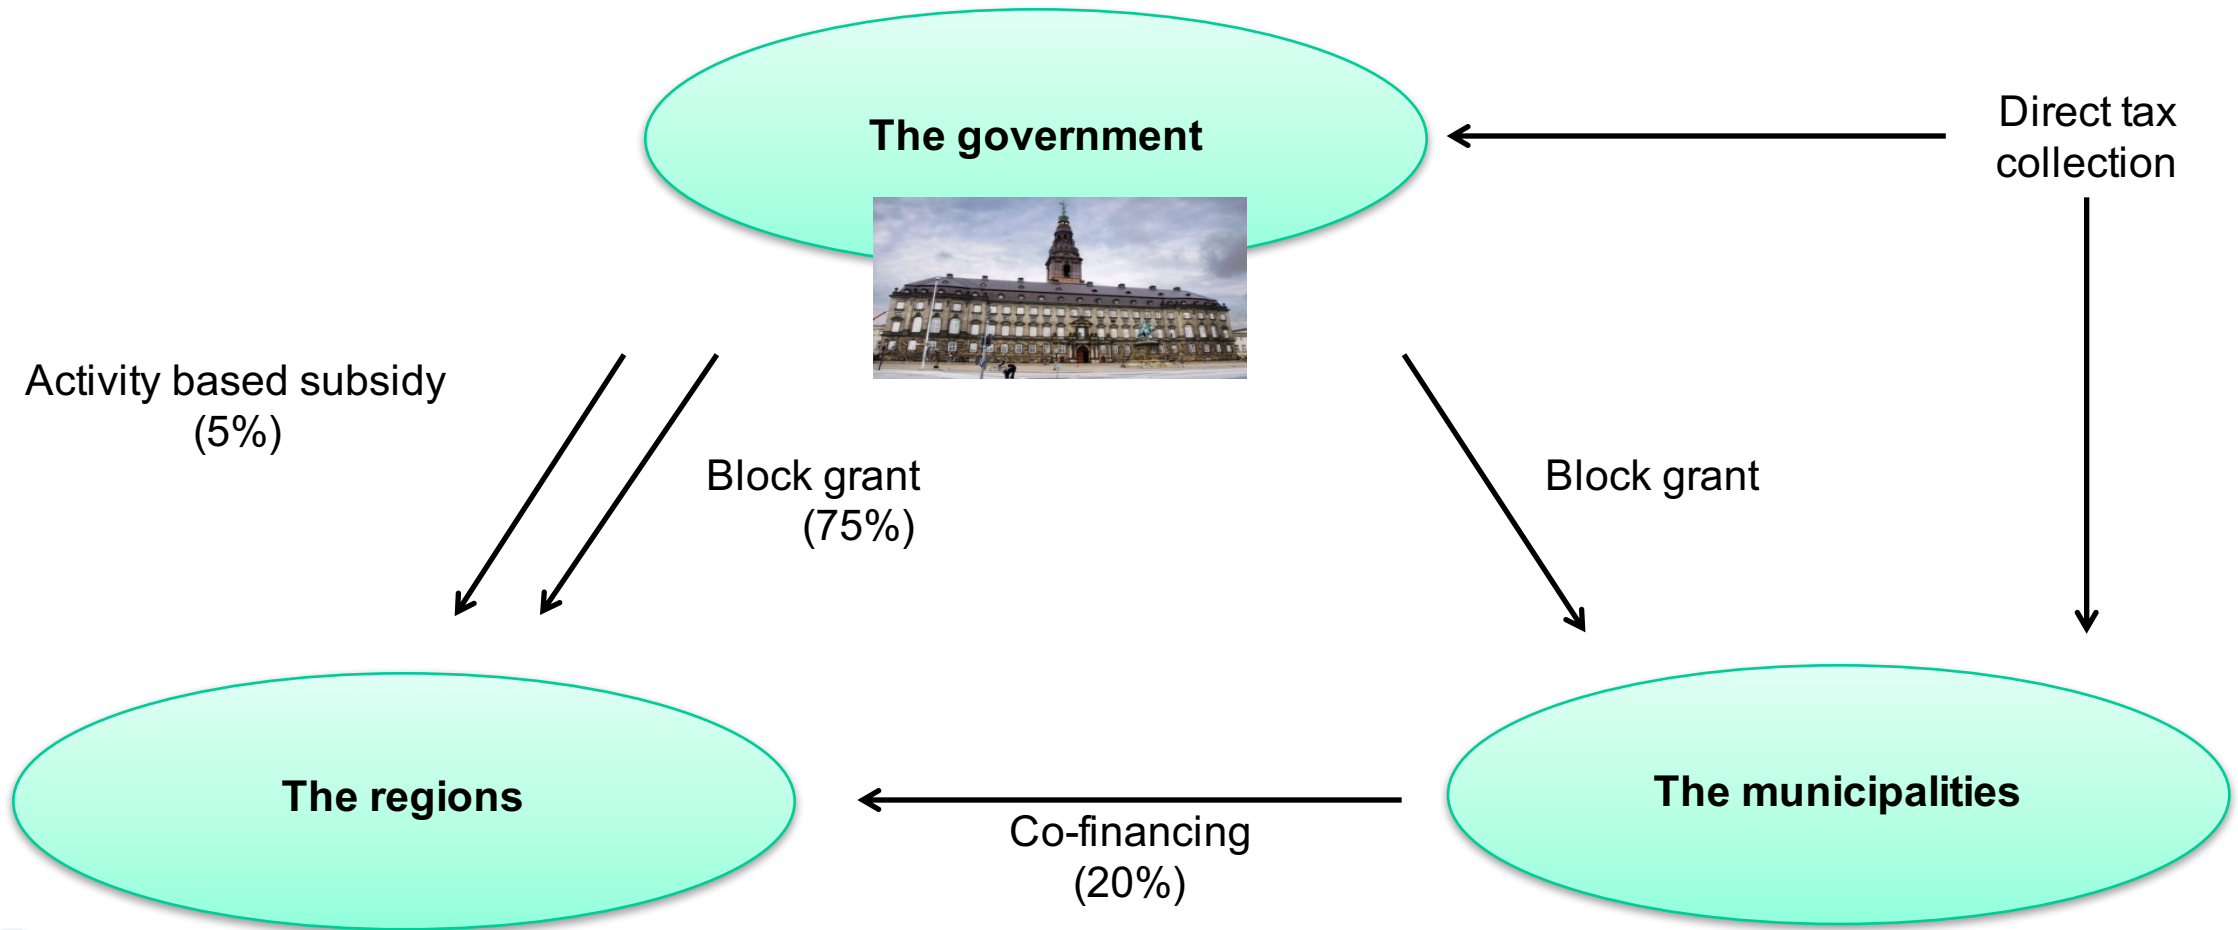 The government
Direct tax
collection
Activity based subsidy
(5%)
Block grant
(75%)
Block grant
The regions
Co-financing
(20%)
The municipalities